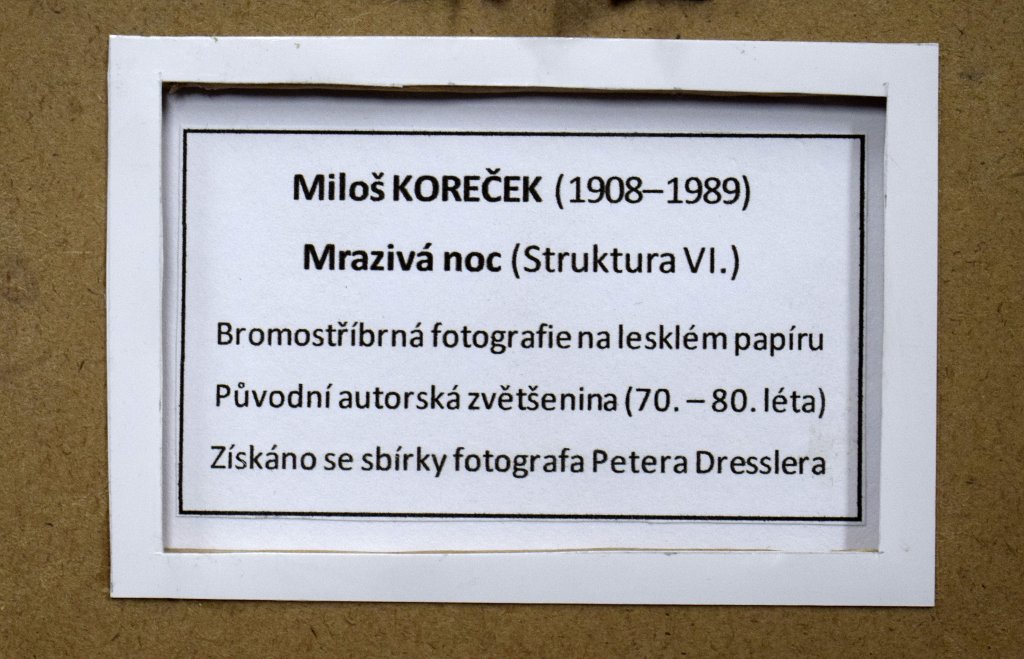 Miloš KOREČEK (1908–1989)
Mrazivá noc (Struktura VI.)
Bromostříbrná fotografie na lesklém papíru
Původní autorská zvětšenina (70. – 80. léta)
Získáno se sbírky fotografa Petera Dresslera